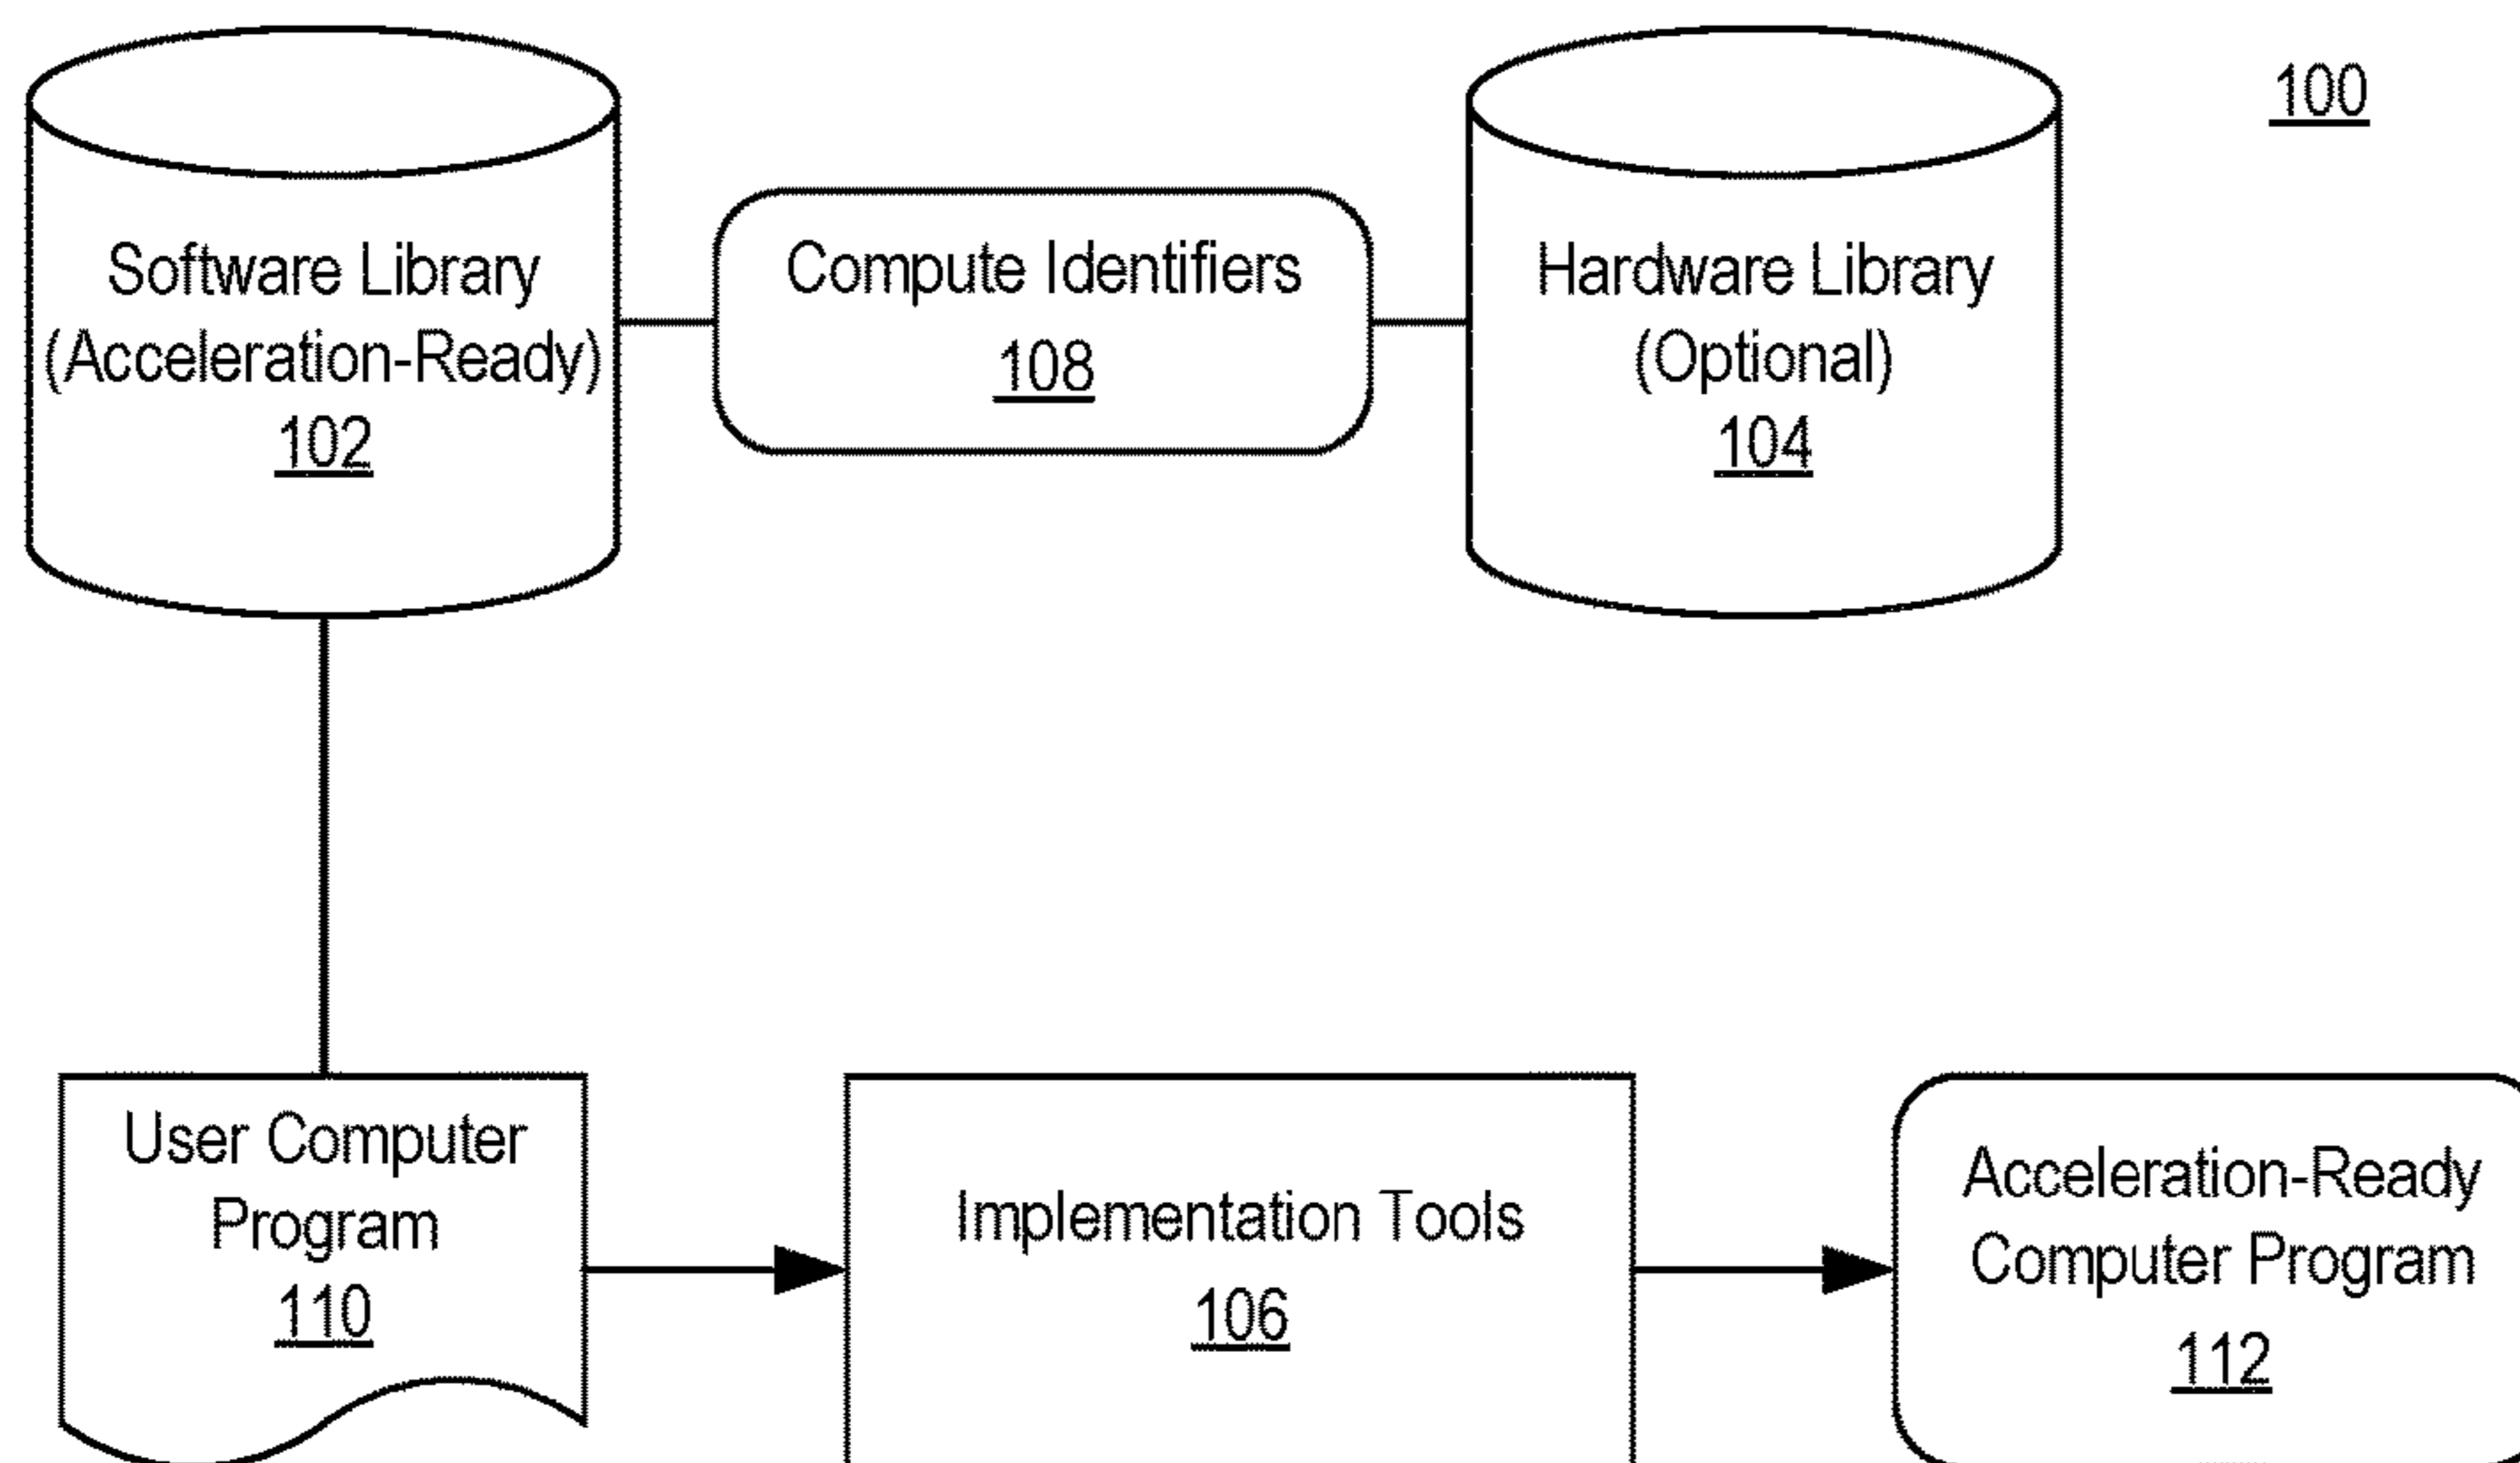 100
Software Library
(Acceleration-Ready)
102
Compute Identifiers
108
Hardware Library
(Optional)
104
User Computer
Program
110
Implementation Tools
106
Acceleration-Ready
Computer Program
112